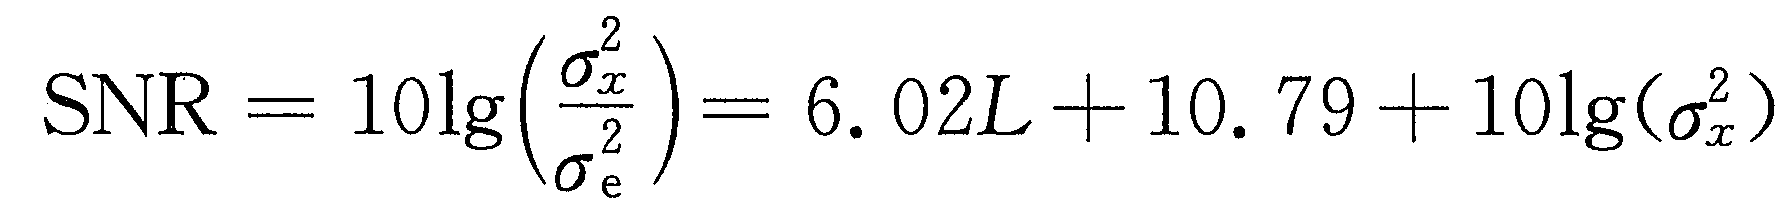 SNR = 10lg(σ_x^2/σ_e^2) = 6.02L + 10.79 + 10lg(σ_x^2)